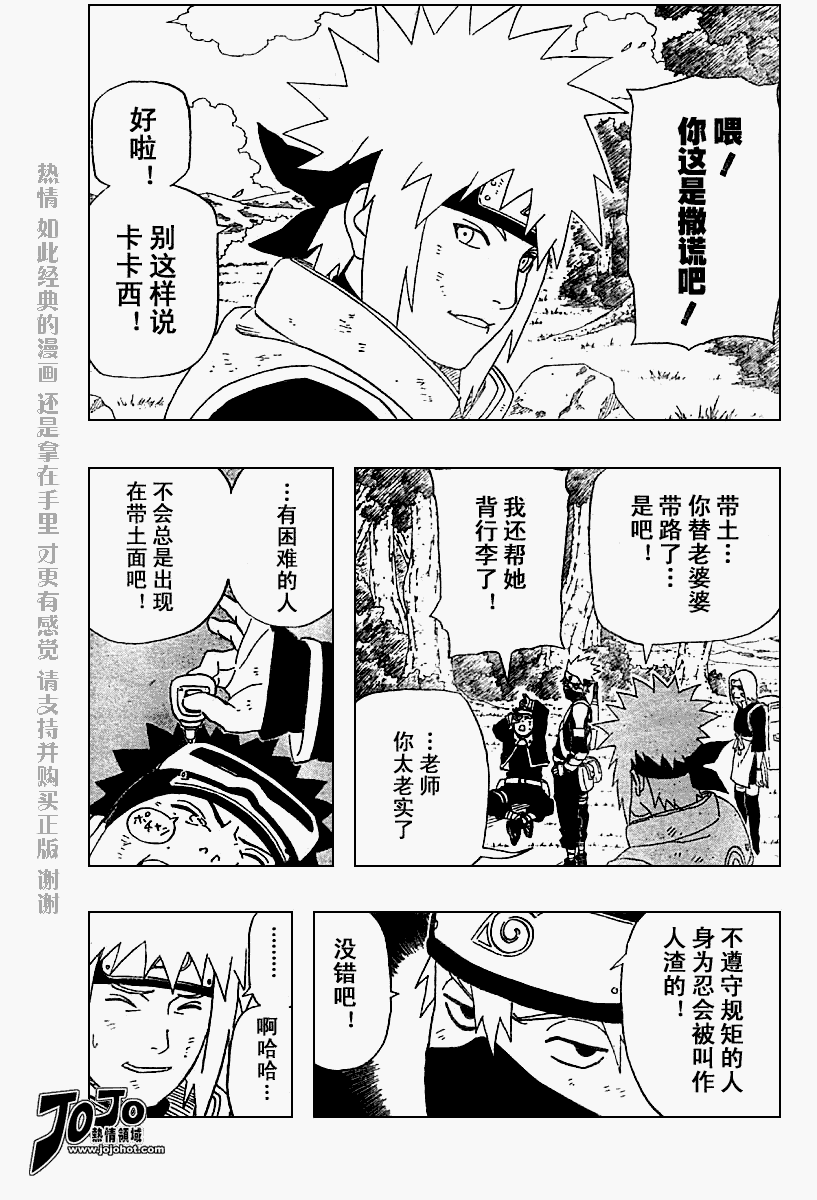 喂！
你这是撒谎吧！
好啦！
别这样说
卡卡西！
带土…
你替老婆婆
带路了…
是吧！
我还帮她
背行李了！
…老师
你太老实了
…有困难的人
不会总是出现
在带土面吧！
ポチャン
不遵守规矩的人
身为忍会被叫作
人渣的！
没错吧！
………
啊哈哈…
热情 如此经典的漫画 还是拿在手里 才更有感觉 请支持并购买正版 谢谢
JOJO
熱情領域
www.jojohot.com